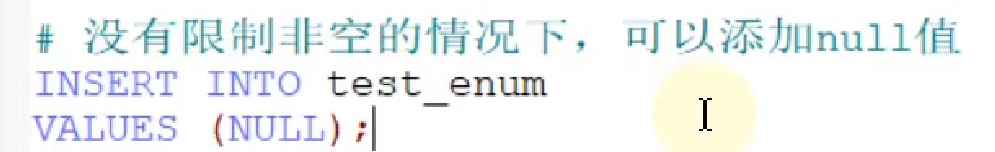 # 没有限制非空的情况下，可以添加null值
INSERT INTO test_enum
VALUES (NULL);